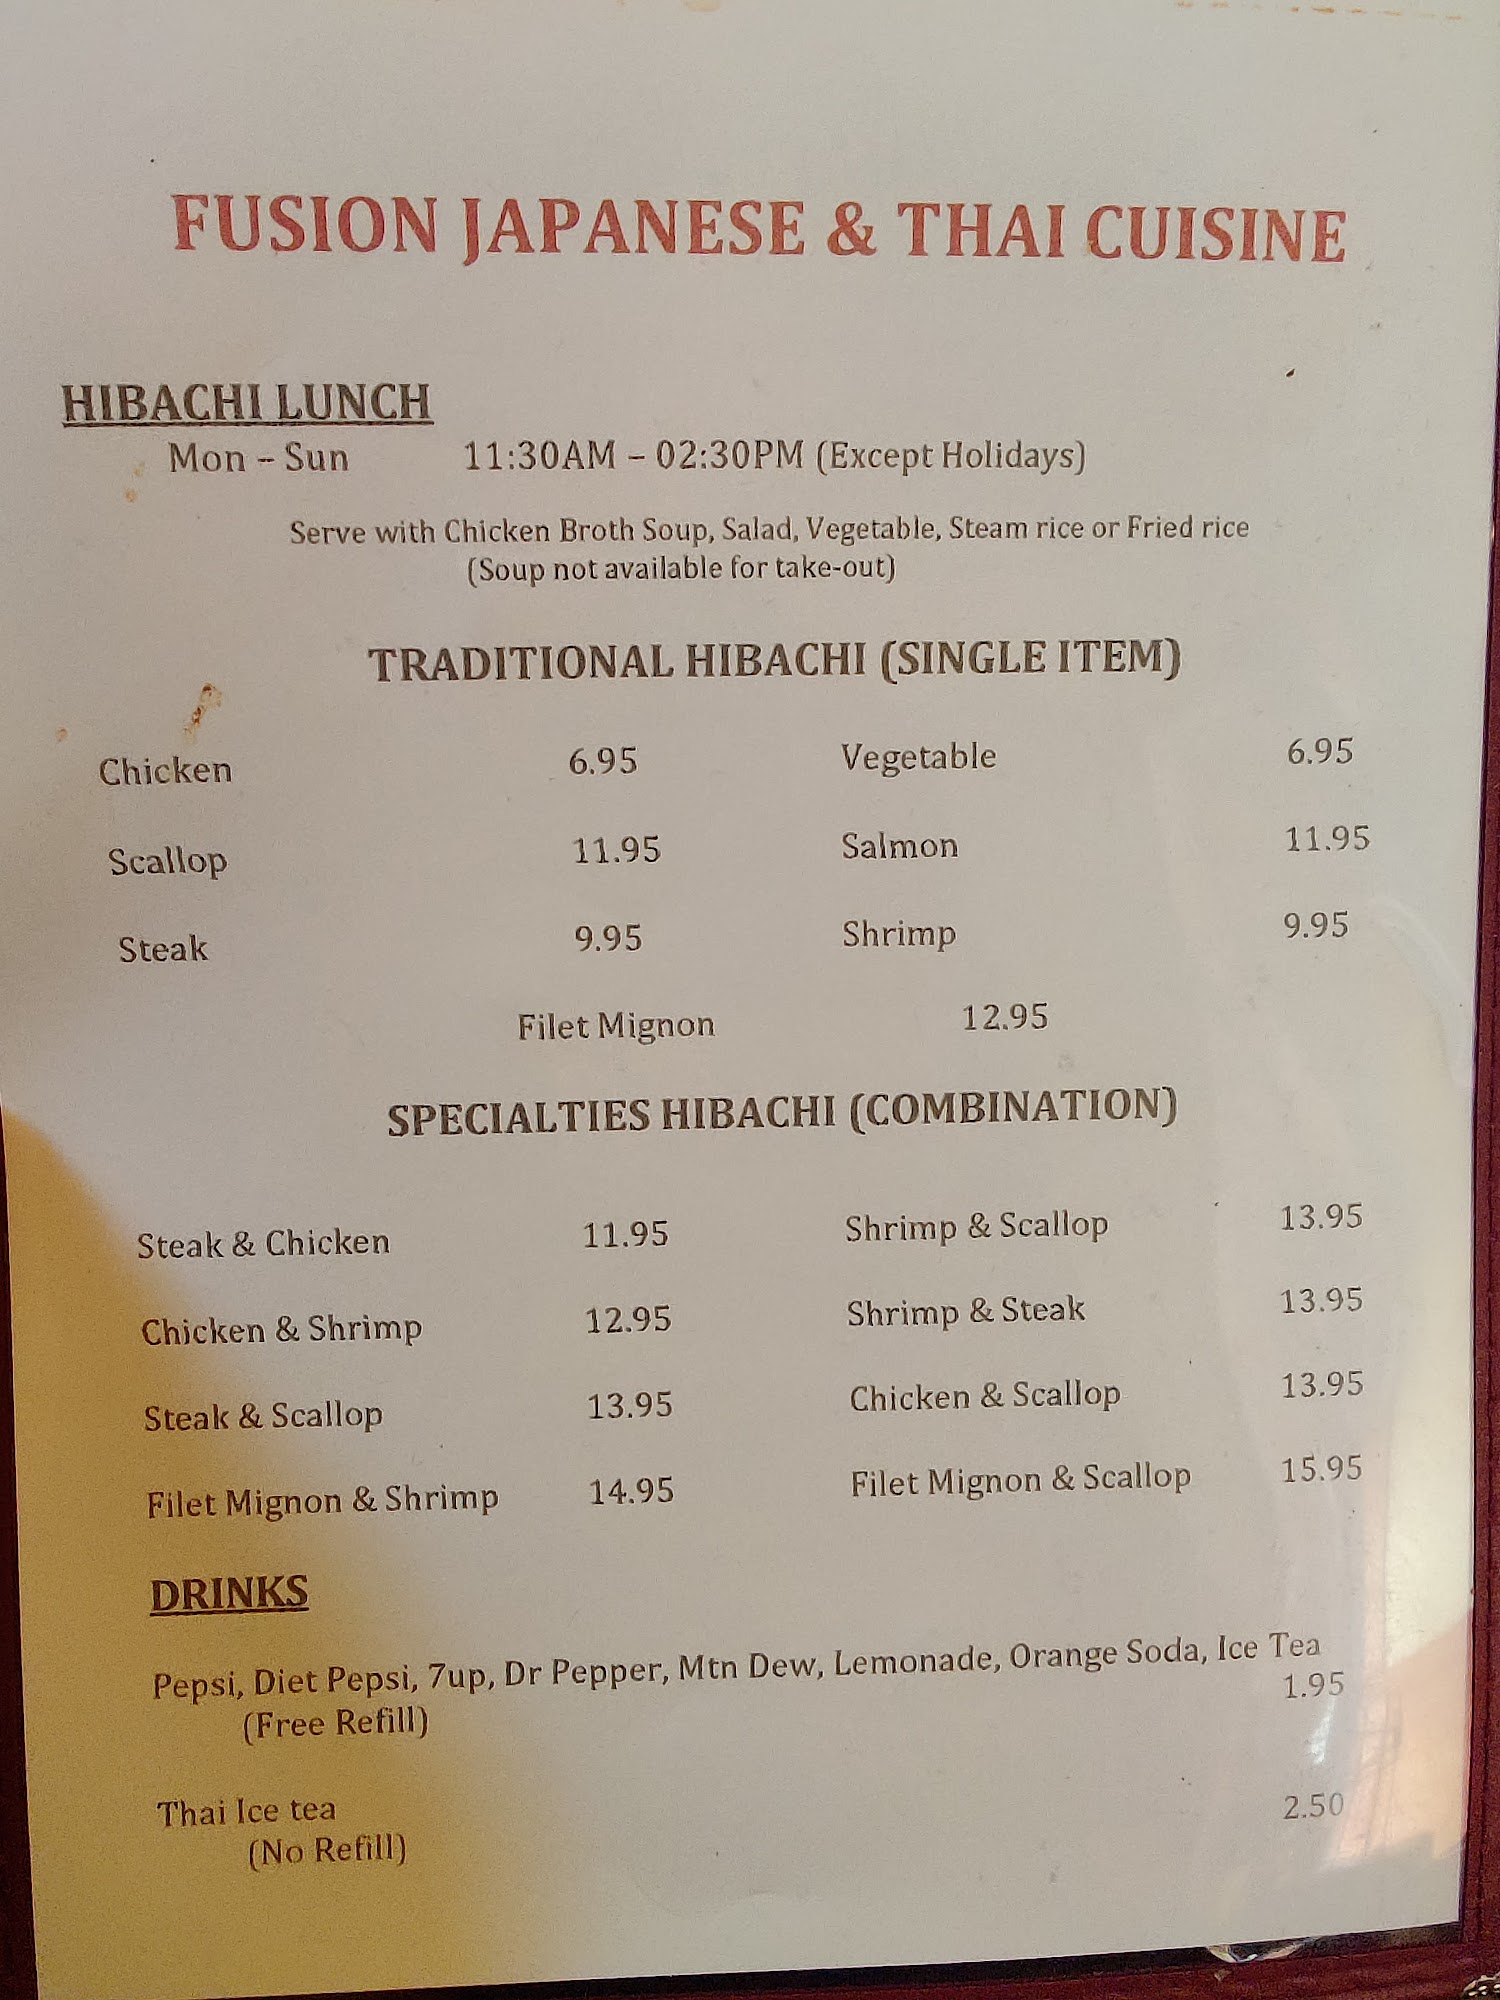 FUSION JAPANESE & THAI CUISINE
HIBACHI LUNCH
Mon – Sun 11:30AM – 02:30PM (Except Holidays)
Serve with Chicken Broth Soup, Salad, Vegetable, Steam rice or Fried rice
(Soup not available for take-out)
TRADITIONAL HIBACHI (SINGLE ITEM)
Chicken 6.95 Vegetable 6.95
Scallop 11.95 Salmon 11.95
Steak 9.95 Shrimp 9.95
Filet Mignon 12.95
SPECIALTIES HIBACHI (COMBINATION)
Steak & Chicken 11.95 Shrimp & Scallop 13.95
Chicken & Shrimp 12.95 Shrimp & Steak 13.95
Steak & Scallop 13.95 Chicken & Scallop 13.95
Filet Mignon & Shrimp 14.95 Filet Mignon & Scallop 15.95
DRINKS
Pepsi, Diet Pepsi, 7up, Dr Pepper, Mtn Dew, Lemonade, Orange Soda, Ice Tea
(Free Refill) 1.95
Thai Ice tea 2.50
(No Refill)